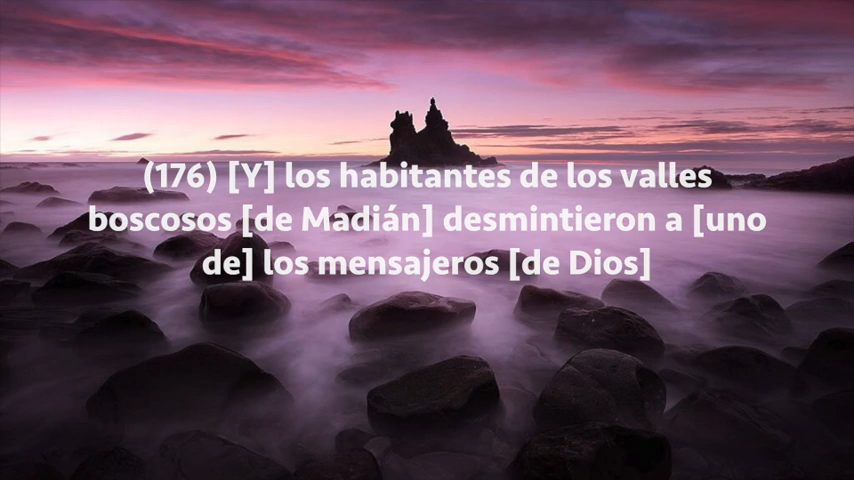 (176) [Y] los habitantes de los valles
boscosos [de Madián] desmintieron a [uno
de] los mensajeros [de Dios]